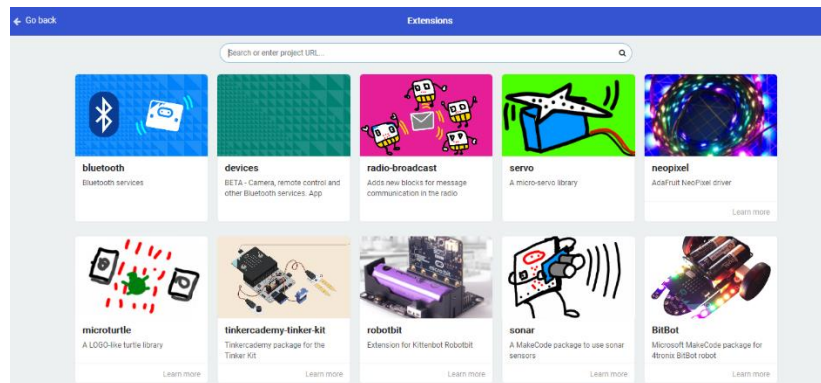 Go back
Extensions
Search or enter project URL...
bluetooth
Bluetooth services
devices
BETA - Camera, remote control and
other Bluetooth services. App
radio-broadcast
Adds new blocks for message
communication in the radio
servo
A micro-servo library
neopixel
AdaFruit NeoPixel driver
Learn more
microturtle
A LOGO-like turtle library
Learn more
tinkercademy-tinker-kit
Tinkercademy package for the
Tinker Kit
Learn more
robotbit
Extension for Kittenbot Robotbit
Learn more
sonar
A MakeCode package to use sonar
sensors
Learn more
BitBot
Microsoft MakeCode package for
4tronix BitBot robot
Learn more